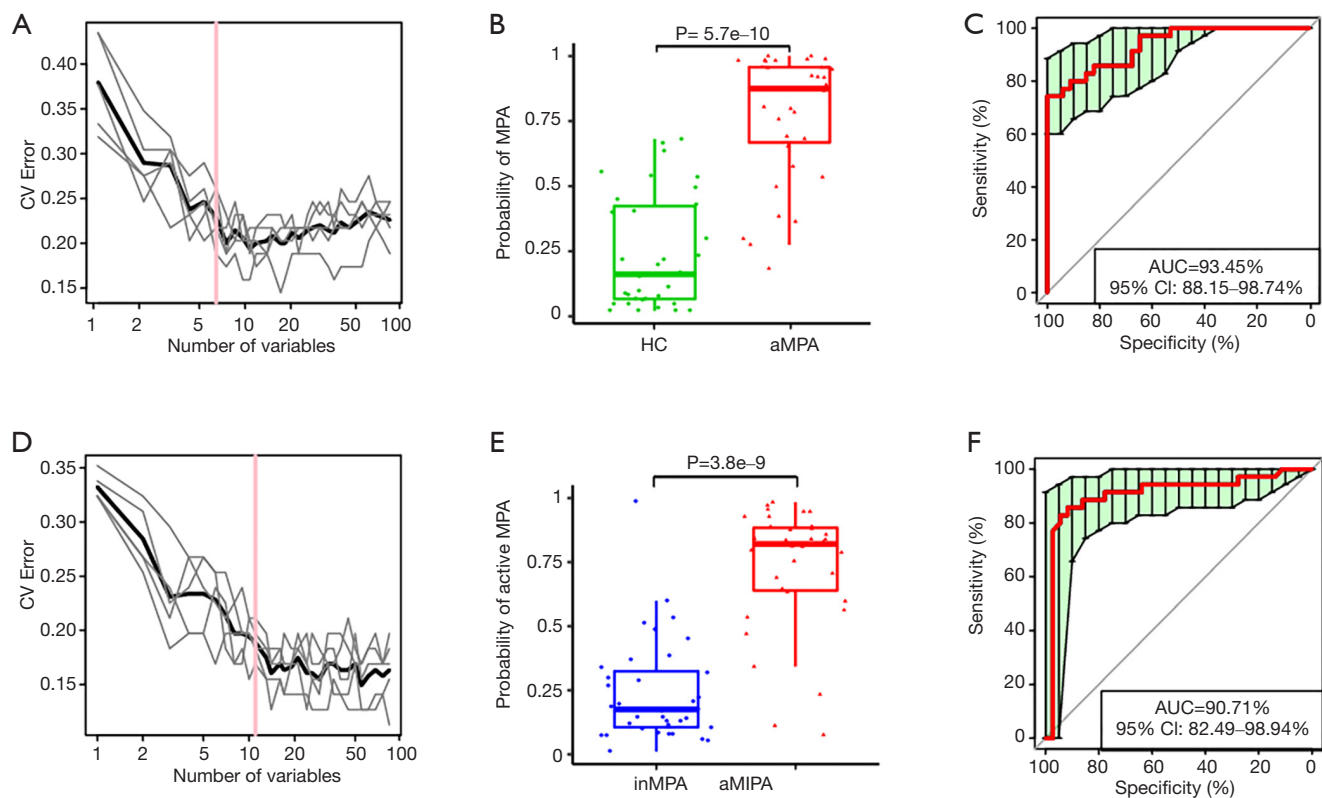 A
CV Error
0.40
0.35
0.30
0.25
0.20
0.15
1 2 5 10 20 50 100
Number of variables
B
P= 5.7e–10
Probability of MPA
1
0.75
0.5
0.25
0
HC aMPA
C
Sensitivity (%)
100
80
60
40
20
0
AUC=93.45%
95% CI: 88.15–98.74%
100 80 60 40 20 0
Specificity (%)
D
CV Error
0.35
0.30
0.25
0.20
0.15
1 2 5 10 20 50 100
Number of variables
E
P=3.8e–9
Probability of active MPA
1
0.75
0.5
0.25
0
inMPA aMIPA
F
Sensitivity (%)
100
80
60
40
20
0
AUC=90.71%
95% CI: 82.49–98.94%
100 80 60 40 20 0
Specificity (%)